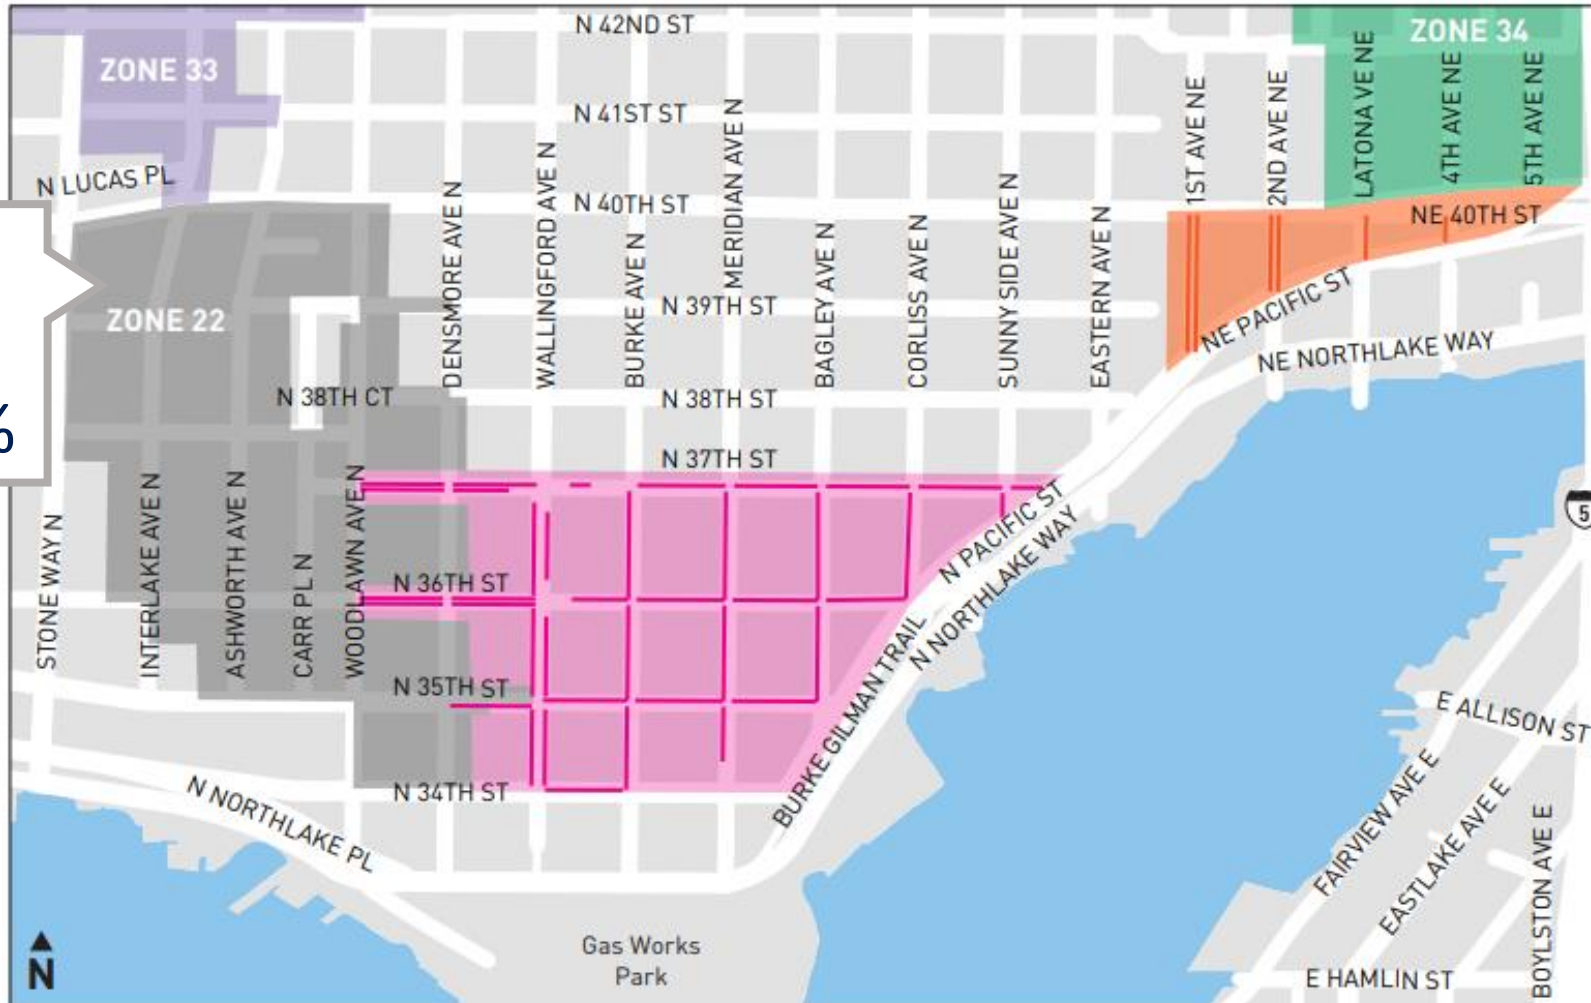 N 42ND ST
ZONE 34
ZONE 33
N 41ST ST
N LUCAS PL
N 40TH ST
NE 40TH ST
1ST AVE NE
2ND AVE NE
LATONA AVE NE
4TH AVE NE
5TH AVE NE
DENSMORE AVE N
WALLINGFORD AVE N
BURKE AVE N
MERIDIAN AVE N
BAGLEY AVE N
CORLISS AVE N
SUNNY SIDE AVE N
EASTERN AVE N
ZONE 22
N 39TH ST
NE PACIFIC ST
NE NORTHLAKE WAY
N 38TH CT
N 38TH ST
%
N 37TH ST
STONE WAY N
INTERLAKE AVE N
ASHWORTH AVE N
CARR PL N
WOODLAWN AVE N
N 36TH ST
N PACIFIC ST
N NORTHLAKE WAY
5
N 35TH ST
BURKE GILMAN TRAIL
E ALLISON ST
N 34TH ST
N NORTHLAKE PL
FAIRVIEW AVE E
EASTLAKE AVE E
BOYLSTON AVE E
Gas Works
Park
N
E HAMLIN ST